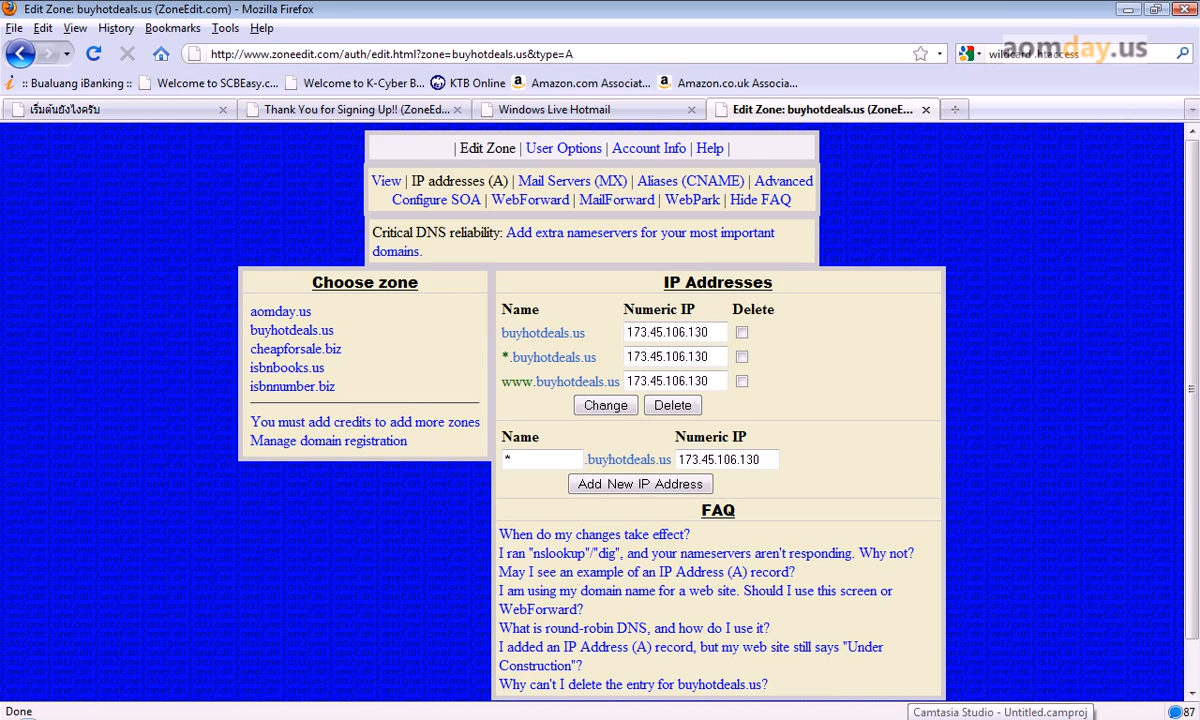 Edit Zone: buyhotdeals.us (ZoneEdit.com) - Mozilla Firefox
File Edit View History Bookmarks Tools Help
http://www.zoneedit.com/auth/edit.html?zone=buyhotdeals.us&type=A
wildcard .htaccess
aomday.us
:: Bualuang iBanking :: Welcome to SCBEasy.c... Welcome to K-Cyber B... KTB Online Amazon.com Associat... Amazon.co.uk Associa...
เริ่มต้นยังไงครับ Thank You for Signing Up!! (ZoneEd... Windows Live Hotmail Edit Zone: buyhotdeals.us (ZoneE...
| Edit Zone | User Options | Account Info | Help |
View | IP addresses (A) | Mail Servers (MX) | Aliases (CNAME) | Advanced
Configure SOA | WebForward | MailForward | WebPark | Hide FAQ
Critical DNS reliability: Add extra nameservers for your most important
domains.
Choose zone
aomday.us
buyhotdeals.us
cheapforsale.biz
isbnbooks.us
isbnnumber.biz
You must add credits to add more zones
Manage domain registration
IP Addresses
Name Numeric IP Delete
buyhotdeals.us 173.45.106.130
*.buyhotdeals.us 173.45.106.130
www.buyhotdeals.us 173.45.106.130
Change Delete
Name Numeric IP
* .buyhotdeals.us 173.45.106.130
Add New IP Address
FAQ
When do my changes take effect?
I ran "nslookup"/"dig", and your nameservers aren't responding. Why not?
May I see an example of an IP Address (A) record?
I am using my domain name for a web site. Should I use this screen or
WebForward?
What is round-robin DNS, and how do I use it?
I added an IP Address (A) record, but my web site still says "Under
Construction"?
Why can't I delete the entry for buyhotdeals.us?
Done
Camtasia Studio - Untitled.camproj
87